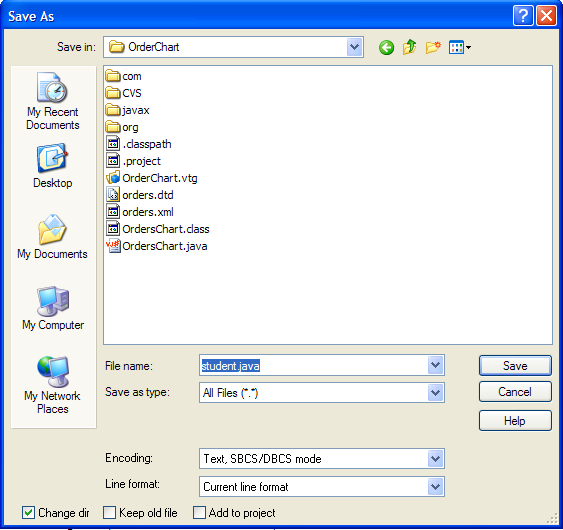 Save As
Save in: OrderChart
My Recent
Documents
Desktop
My Documents
My Computer
My Network
Places
com
CVS
javax
org
.classpath
.project
OrderChart.vtg
orders.dtd
orders.xml
OrdersChart.class
OrdersChart.java
File name: student.java Save
Save as type: All Files (*.*) Cancel
Help
Encoding: Text, SBCS/DBCS mode
Line format: Current line format
Change dir Keep old file Add to project